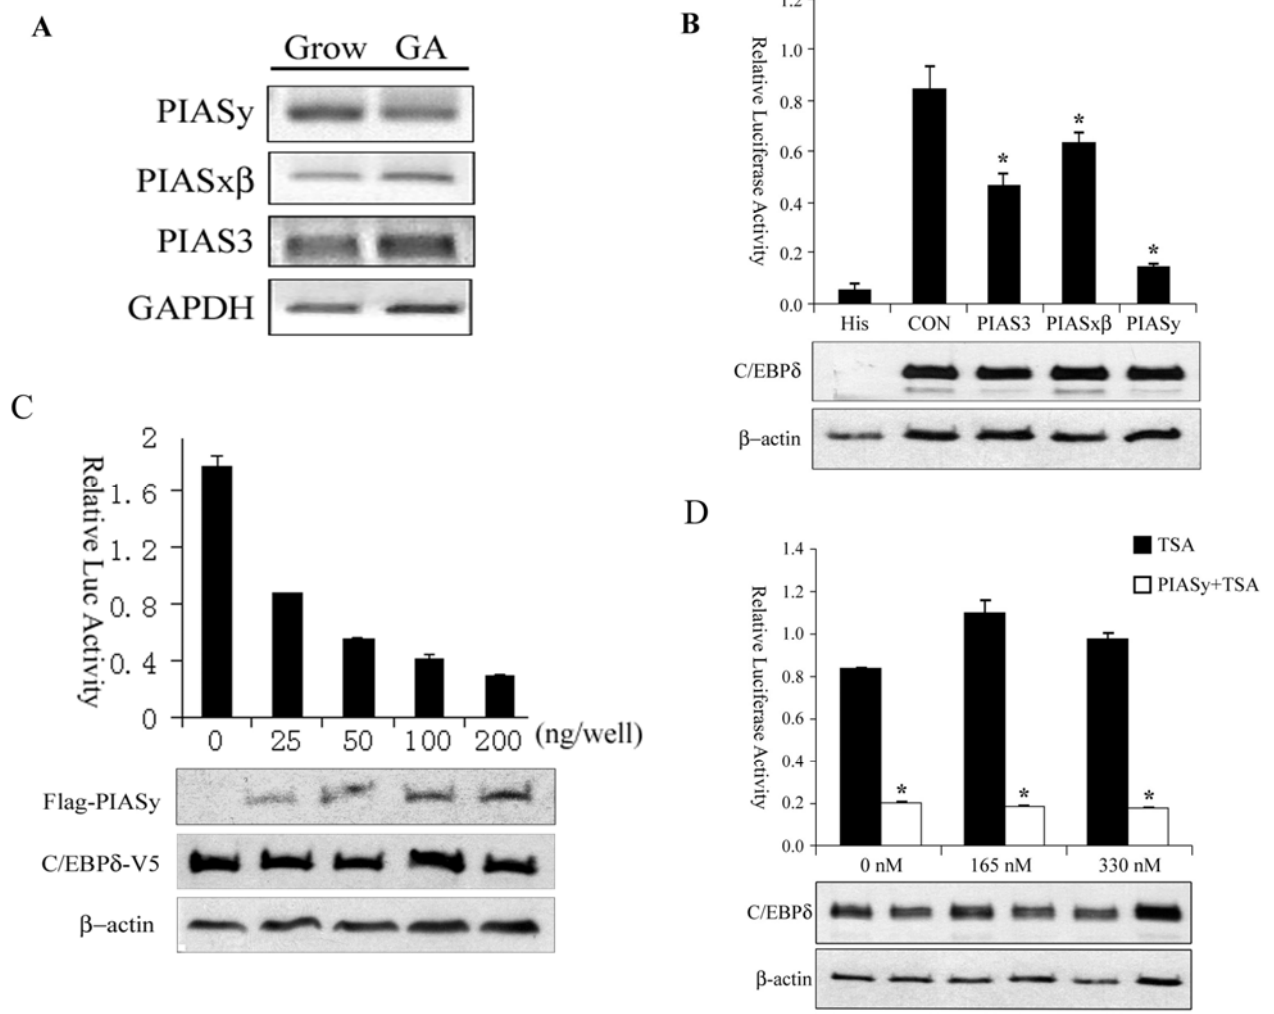 A
Grow GA
PIASy
PIASxβ
PIAS3
GAPDH
B
Relative Luciferase Activity
1.2
1.0
0.8
0.6
0.4
0.2
0.0
*
*
*
His CON PIAS3 PIASxβ PIASy
C/EBPδ
β−actin
C
Relative Luc Activity
2
1.6
1.2
0.8
0.4
0
0 25 50 100 200 (ng/well)
Flag-PIASy
C/EBPδ-V5
β−actin
D
TSA
PIASy+TSA
Relative Luciferase Activity
1.4
1.2
1.0
0.8
0.6
0.4
0.2
0.0
* * *
0 nM 165 nM 330 nM
C/EBPδ
β-actin